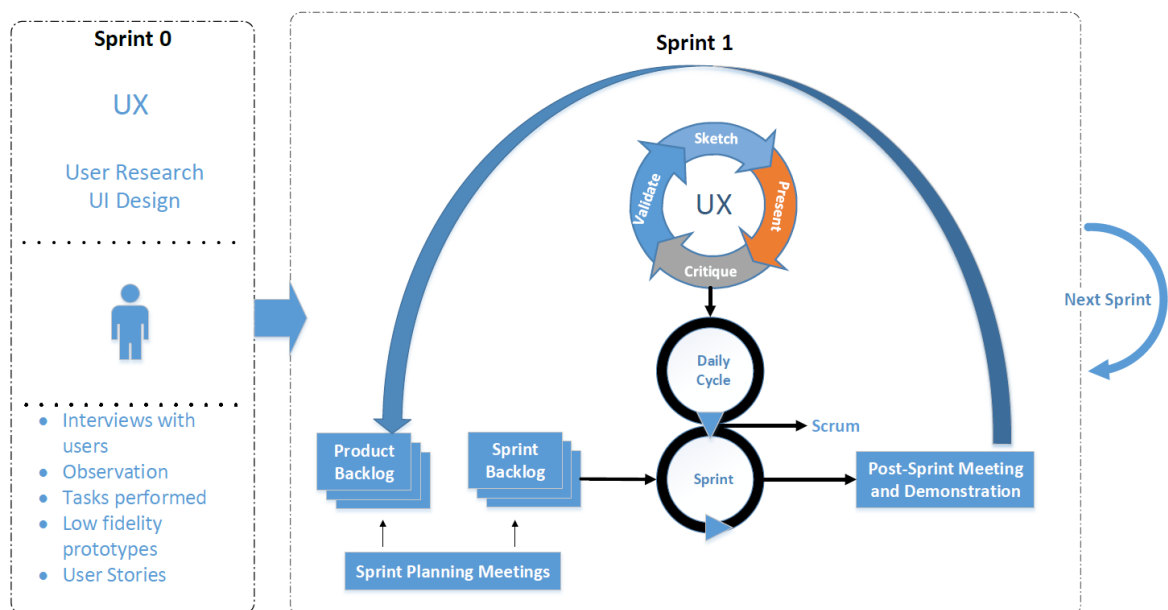 Sprint 0
UX
User Research
UI Design
Interviews with
users
Observation
Tasks performed
Low fidelity
prototypes
User Stories
Sprint 1
Sketch
Present
Critique
Validate
UX
Daily
Cycle
Scrum
Product
Backlog
Sprint
Backlog
Sprint
Post-Sprint Meeting
and Demonstration
Sprint Planning Meetings
Next Sprint